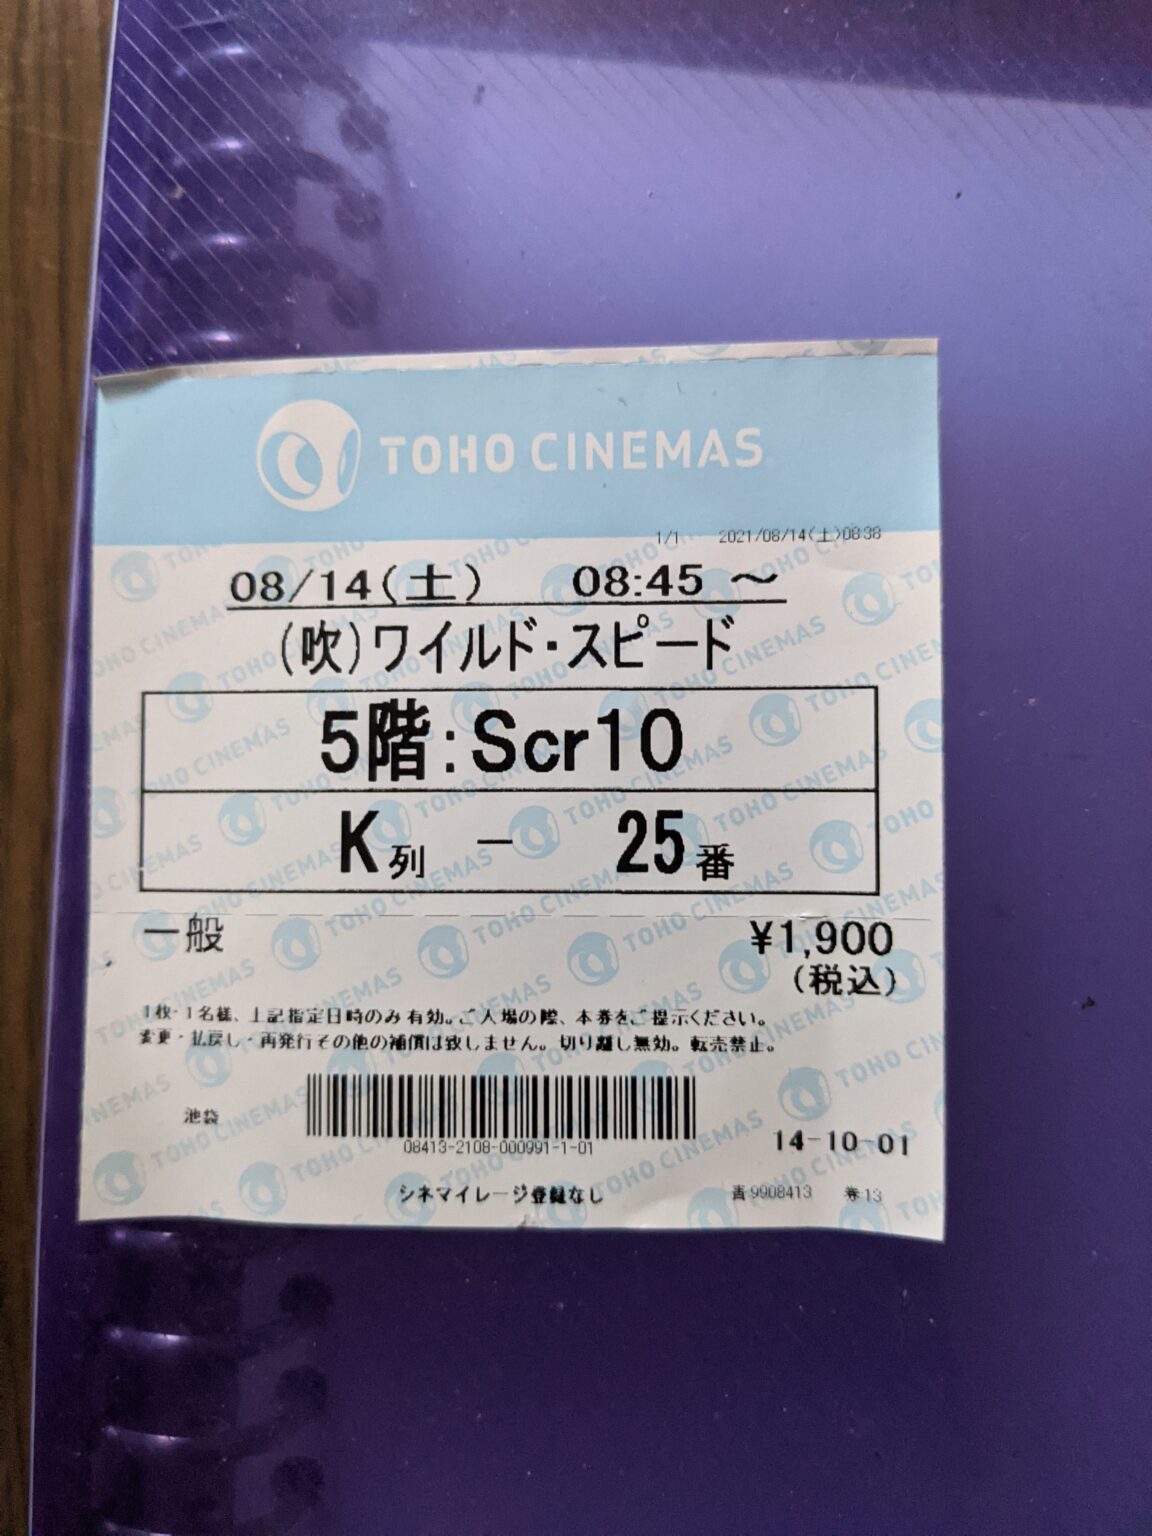 TOHO CINEMAS
1/1 2021/08/14(土)08:38
08/14(土) 08:45 ～
(吹)ワイルド・スピード
5階:Scr10
K列 － 25番
一般 ¥1,900
(税込)
1枚・1名様、上記指定日時のみ有効。ご入場の際、本券をご提示ください。
変更・払戻し・再発行その他の補償は致しません。切り離し無効。転売禁止。
池袋
08413-2108-000991-1-01
14-10-01
シネマイレージ登録なし 青9908413 券13